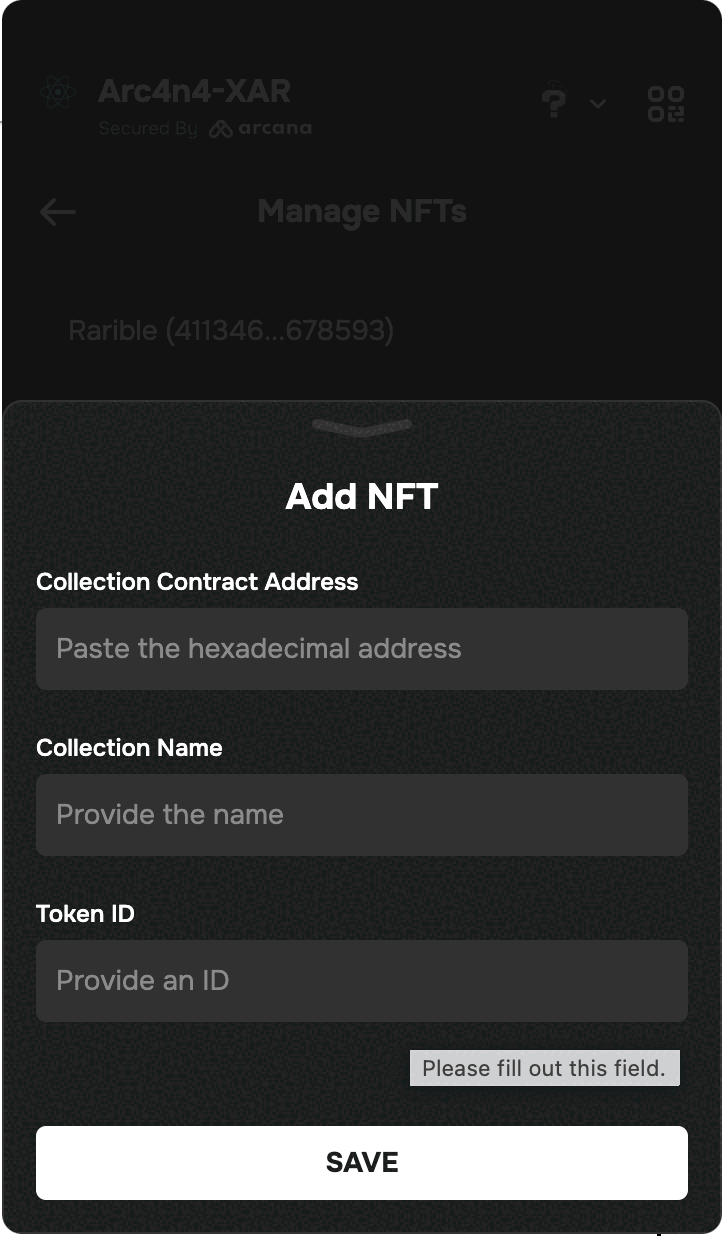 Arc4n4-XAR
Secured By arcana
Manage NFTs
Rarible (411346...678593)
Add NFT
Collection Contract Address
Paste the hexadecimal address
Collection Name
Provide the name
Token ID
Provide an ID
Please fill out this field.
SAVE